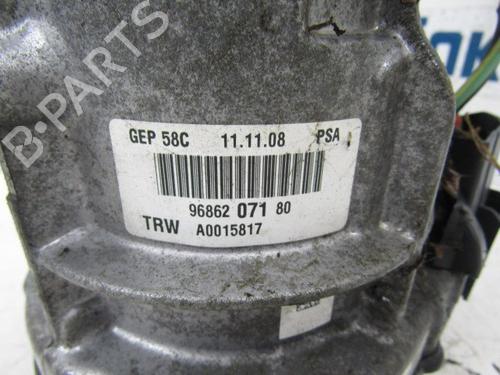 GEP 58C 11.11.08 PSA
96862 071 80
TRW A0015817
B-PARTS